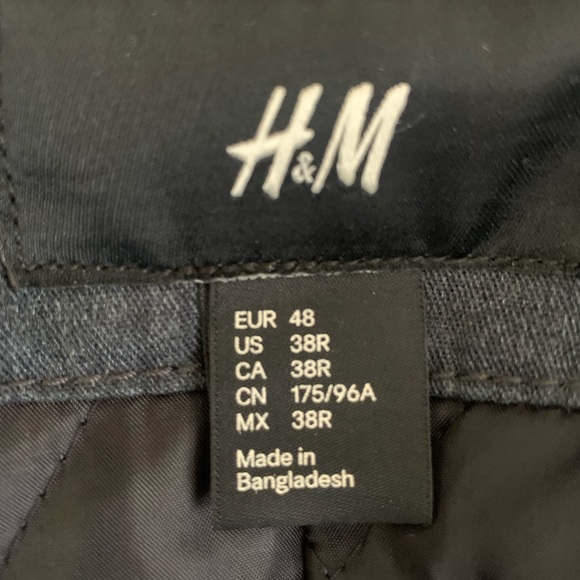 H&M
EUR 48
US 38R
CA 38R
CN 175/96A
MX 38R
Made in
Bangladesh